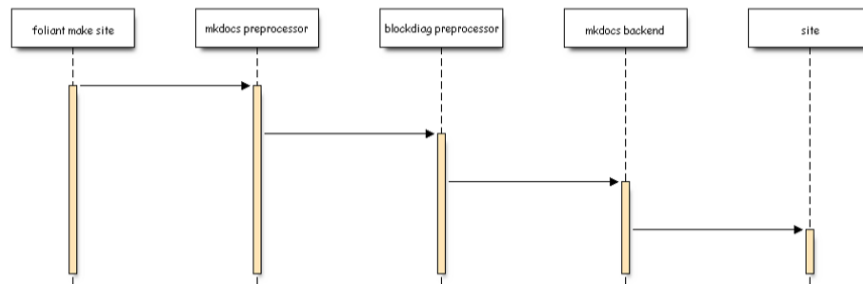 foliant make site
mkdocs preprocessor
blockdiag preprocessor
mkdocs backend
site